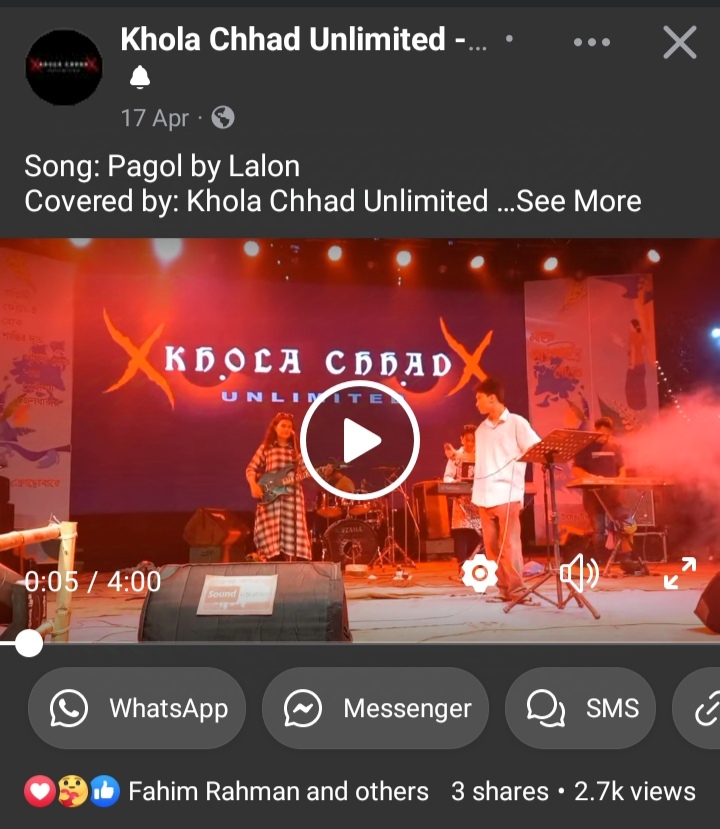 Khola Chhad Unlimited -...
17 Apr
Song: Pagol by Lalon
Covered by: Khola Chhad Unlimited ...See More
KHOLA CHHAD
UNLIMITED
Sound
0:05 / 4:00
WhatsApp
Messenger
SMS
Fahim Rahman and others 3 shares • 2.7k views